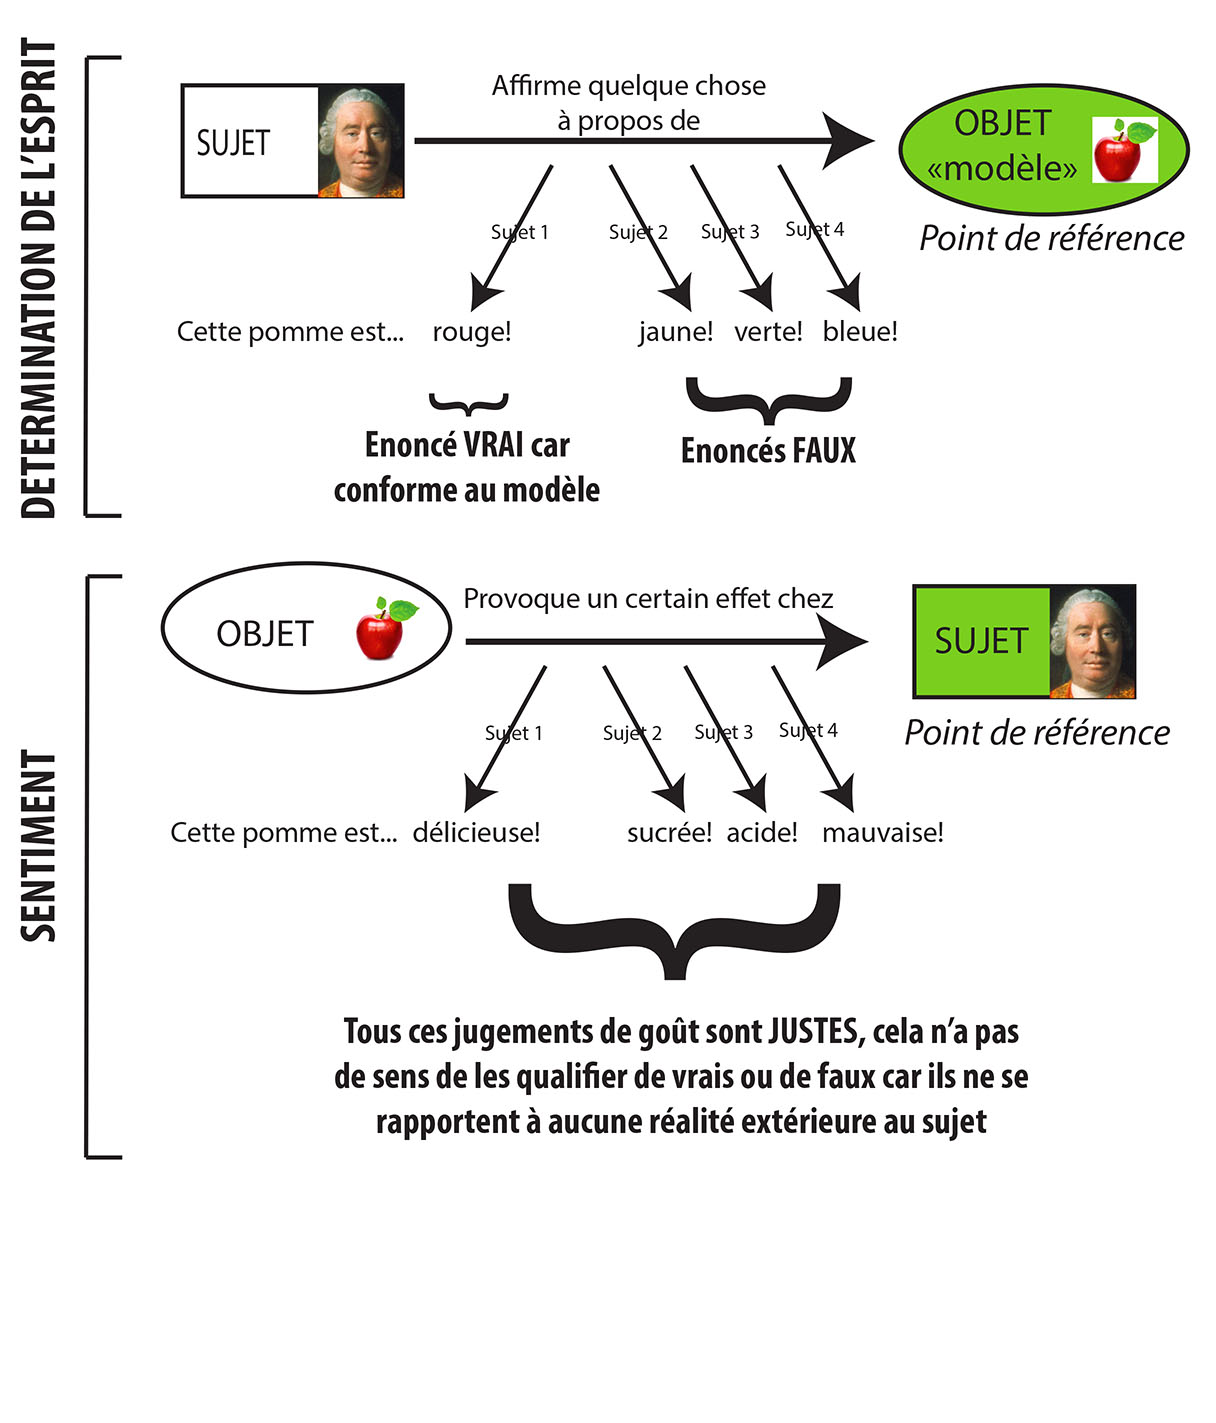 DETERMINATION DE L’ESPRIT
SUJET
Affirme quelque chose
à propos de
OBJET
«modèle»
Point de référence
Sujet 1 Sujet 2 Sujet 3 Sujet 4
Cette pomme est... rouge! jaune! verte! bleue!
Enoncé VRAI car
conforme au modèle
Enoncés FAUX
SENTIMENT
OBJET
Provoque un certain effet chez
SUJET
Point de référence
Sujet 1 Sujet 2 Sujet 3 Sujet 4
Cette pomme est... délicieuse! sucrée! acide! mauvaise!
Tous ces jugements de goût sont JUSTES, cela n’a pas
de sens de les qualifier de vrais ou de faux car ils ne se
rapportent à aucune réalité extérieure au sujet